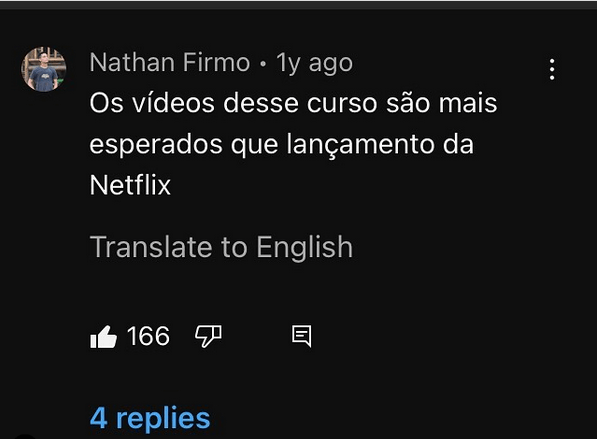 Nathan Firmo • 1y ago
Os vídeos desse curso são mais
esperados que lançamento da
Netflix
Translate to English
166
4 replies